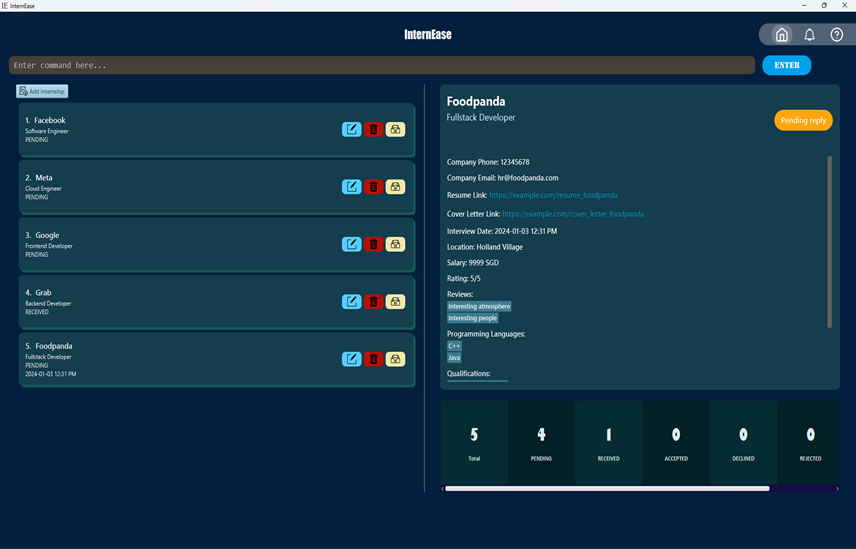 InternEase
InternEase
Enter command here...
ENTER
Add Internship
1. Facebook
Software Engineer
PENDING
2. Meta
Cloud Engineer
PENDING
3. Google
Frontend Developer
PENDING
4. Grab
Backend Developer
RECEIVED
5. Foodpanda
Fullstack Developer
PENDING
2024-01-03 12:31 PM
Foodpanda
Fullstack Developer
Pending reply
Company Phone: 12345678
Company Email: hr@foodpanda.com
Resume Link: https://example.com/resume_foodpanda
Cover Letter Link: https://example.com/cover_letter_foodpanda
Interview Date: 2024-01-03 12:31 PM
Location: Holland Village
Salary: 9999 SGD
Rating: 5/5
Reviews:
Interesting atmosphere
Interesting people
Programming Languages:
C++
Java
Qualifications:
5 4 1 0 0 0
Total PENDING RECEIVED ACCEPTED DECLINED REJECTED